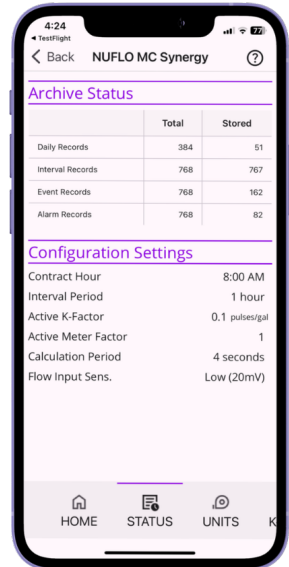 4:24
77
◀ TestFlight
Back NUFLO MC Synergy ?
Archive Status
Total Stored
Daily Records 384 51
Interval Records 768 767
Event Records 768 162
Alarm Records 768 82
Configuration Settings
Contract Hour 8:00 AM
Interval Period 1 hour
Active K-Factor 0.1 pulses/gal
Active Meter Factor 1
Calculation Period 4 seconds
Flow Input Sens. Low (20mV)
HOME STATUS UNITS K